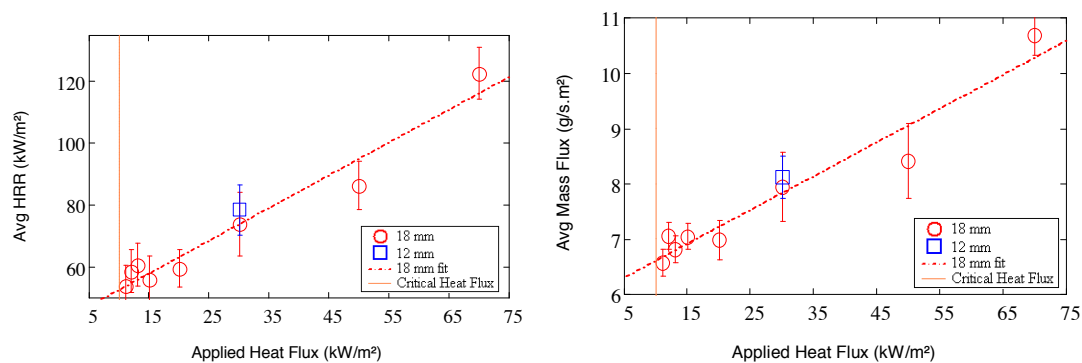 Avg HRR (kW/m²)
120
100
80
60
5 15 25 35 45 55 65 75
Applied Heat Flux (kW/m²)
18 mm
12 mm
18 mm fit
Critical Heat Flux
Avg Mass Flux (g/s.m²)
11
10
9
8
7
6
5 15 25 35 45 55 65 75
Applied Heat Flux (kW/m²)
18 mm
12 mm
18 mm fit
Critical Heat Flux